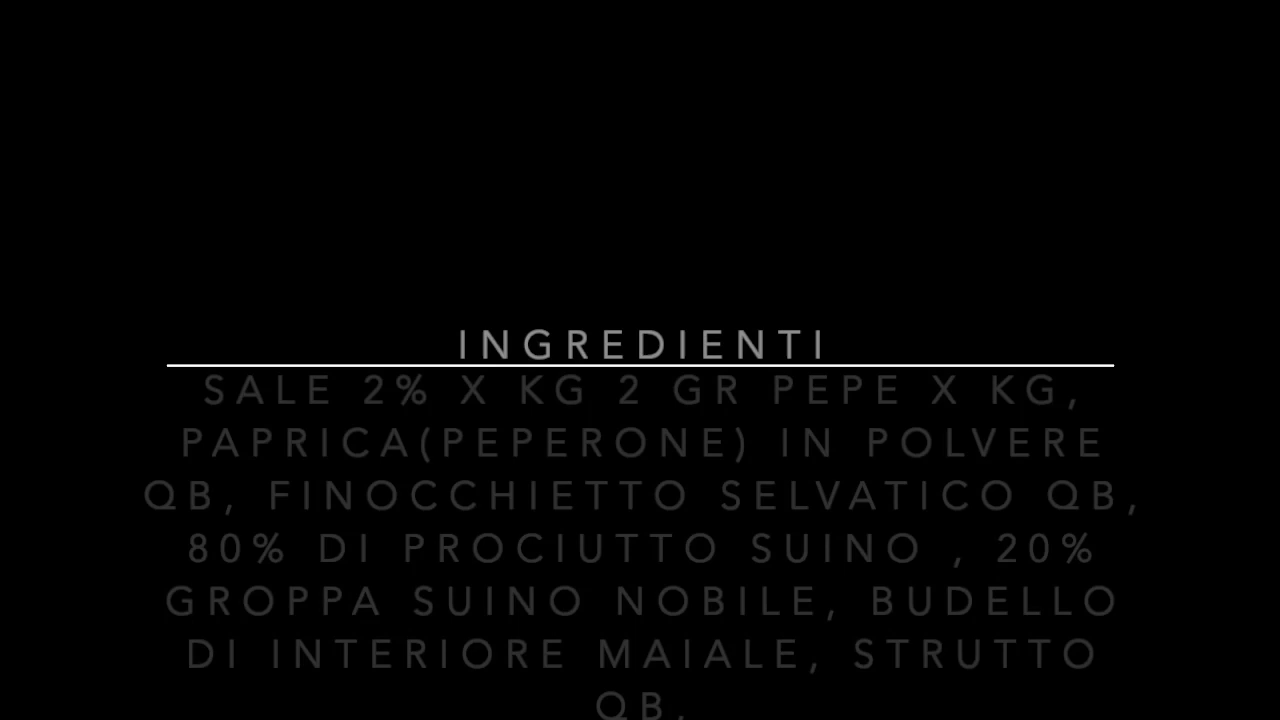 INGREDIENTI
SALE 2% X KG 2 GR PEPE X KG,
PAPRICA(PEPERONE) IN POLVERE
QB, FINOCCHIETTO SELVATICO QB,
80% DI PROCIUTTO SUINO , 20%
GROPPA SUINO NOBILE, BUDELLO
DI INTERIORE MAIALE, STRUTTO
QB,